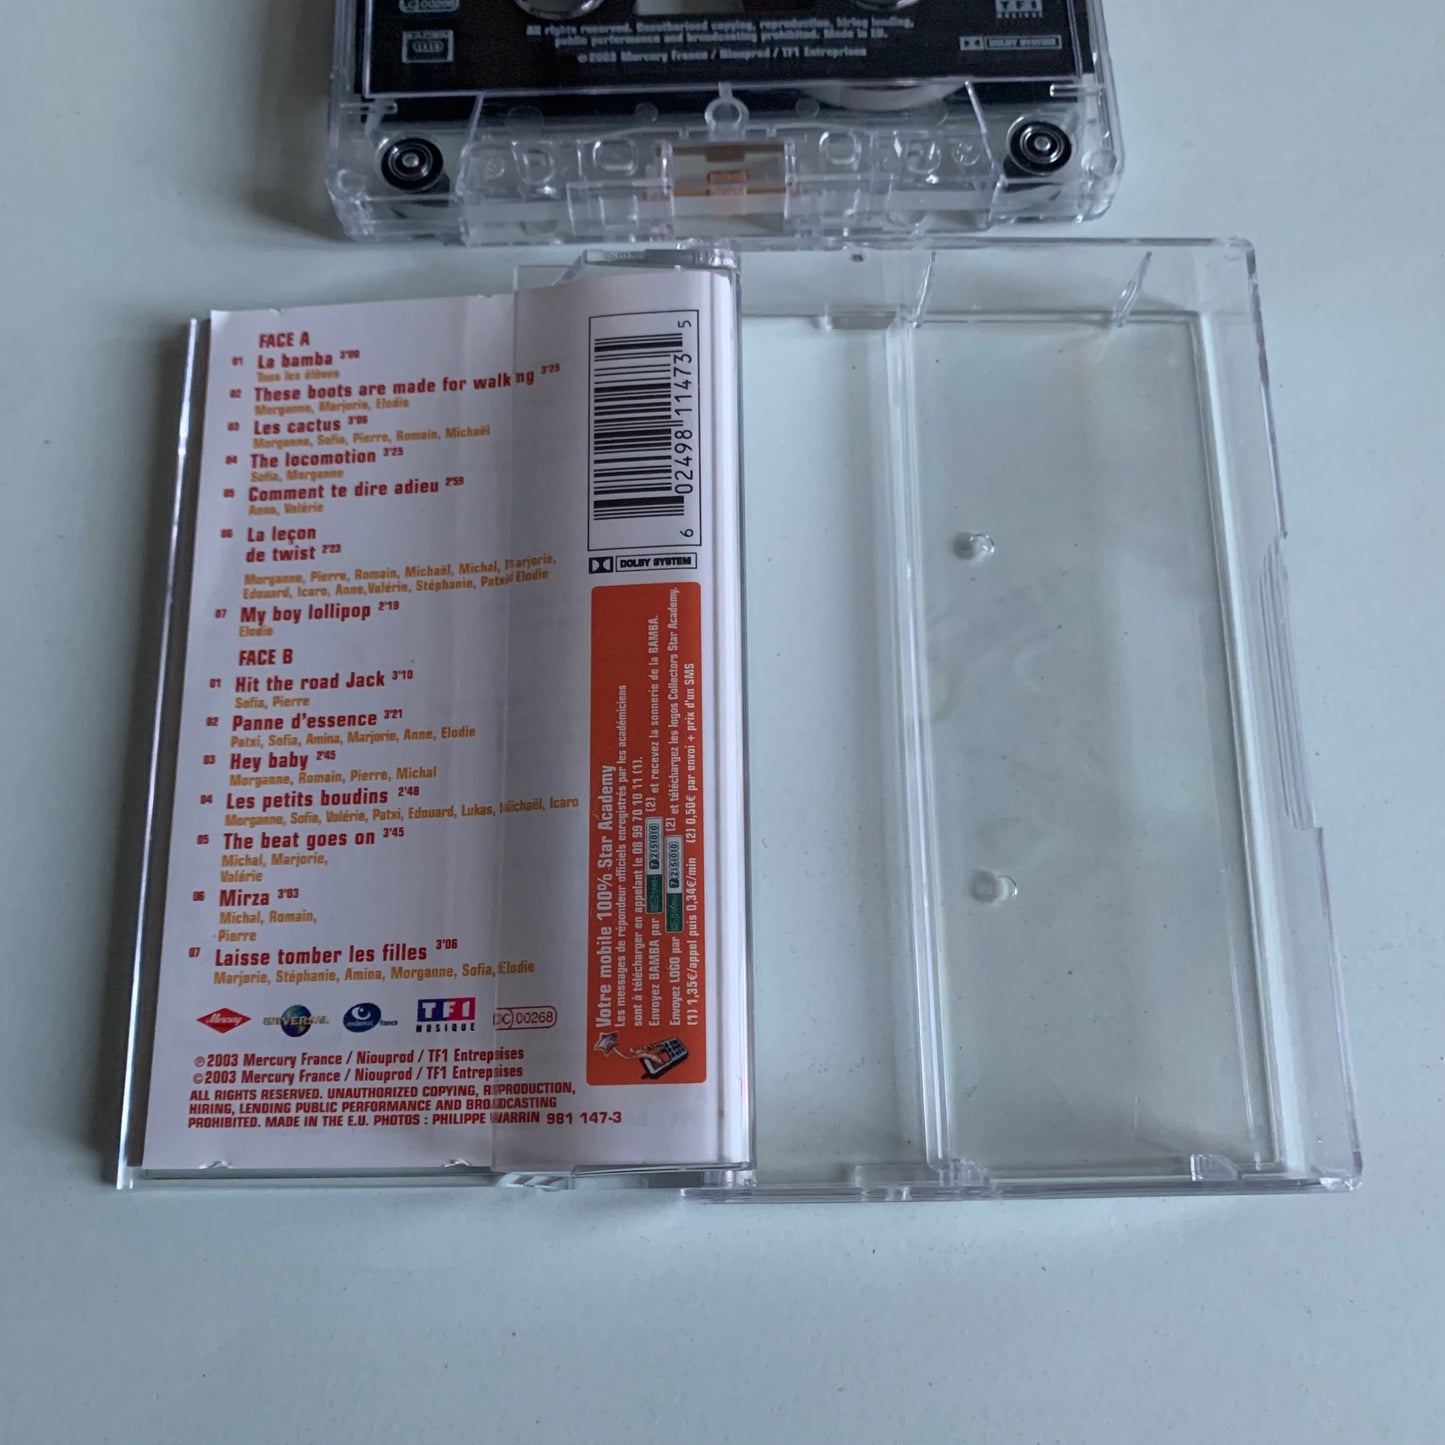 00268
All rights reserved. Unauthorised copying, reproduction, hiring lending,
public performance and broadcasting prohibited. Made in EU.
©2003 Mercury France / Niouprod / TF1 Entreprises
TF1
MUSIQUE
DOLBY SYSTEM
FACE A
01 La bamba 3'00
Tous les élèves
02 These boots are made for walking 3'25
Morganne, Marjorie, Elodie
03 Les cactus 3'06
Morganne, Sofia, Pierre, Romain, Michaël
04 The locomotion 3'25
Sofia, Morganne
05 Comment te dire adieu 2'59
Anne, Valérie
06 La leçon
de twist 2'23
Morganne, Pierre, Romain, Michaël, Michal, Marjorie,
Edouard, Icaro, Anne,Valérie, Stéphanie, Patxi Elodie
07 My boy lollipop 2'19
Elodie
FACE B
01 Hit the road Jack 3'10
Sofia, Pierre
02 Panne d'essence 3'21
Patxi, Sofia, Amina, Marjorie, Anne, Elodie
03 Hey baby 2'45
Morganne, Romain, Pierre, Michal
04 Les petits boudins 2'48
Morganne, Sofia, Valérie, Patxi, Edouard, Lukas, Michaël, Icaro
05 The beat goes on 3'45
Michal, Marjorie,
Valérie
06 Mirza 3'03
Michal, Romain,
Pierre
07 Laisse tomber les filles 3'06
Marjorie, Stéphanie, Amina, Morganne, Sofia, Elodie
Mercury
UNIVERSAL
endemol france
TF1
MUSIQUE
00268
℗2003 Mercury France / Niouprod / TF1 Entreprises
©2003 Mercury France / Niouprod / TF1 Entreprises
ALL RIGHTS RESERVED. UNAUTHORIZED COPYING, REPRODUCTION,
HIRING, LENDING PUBLIC PERFORMANCE AND BROADCASTING
PROHIBITED. MADE IN THE E.U. PHOTOS : PHILIPPE WARRIN 981 147-3
6 02498 11473 5
DOLBY SYSTEM
Votre mobile 100% Star Academy
Les messages de répondeur officiels enregistrés par les académiciens
sont à télécharger en appelant le 08 99 70 10 11 (1).
Envoyez BAMBA par 72500 (2) et recevez la sonnerie de la BAMBA.
Envoyez LOGO par 72500 (2) et téléchargez les logos Collectors Star Academy.
(1) 1,35€/appel puis 0,34€/min (2) 0,50€ par envoi + prix d'un SMS